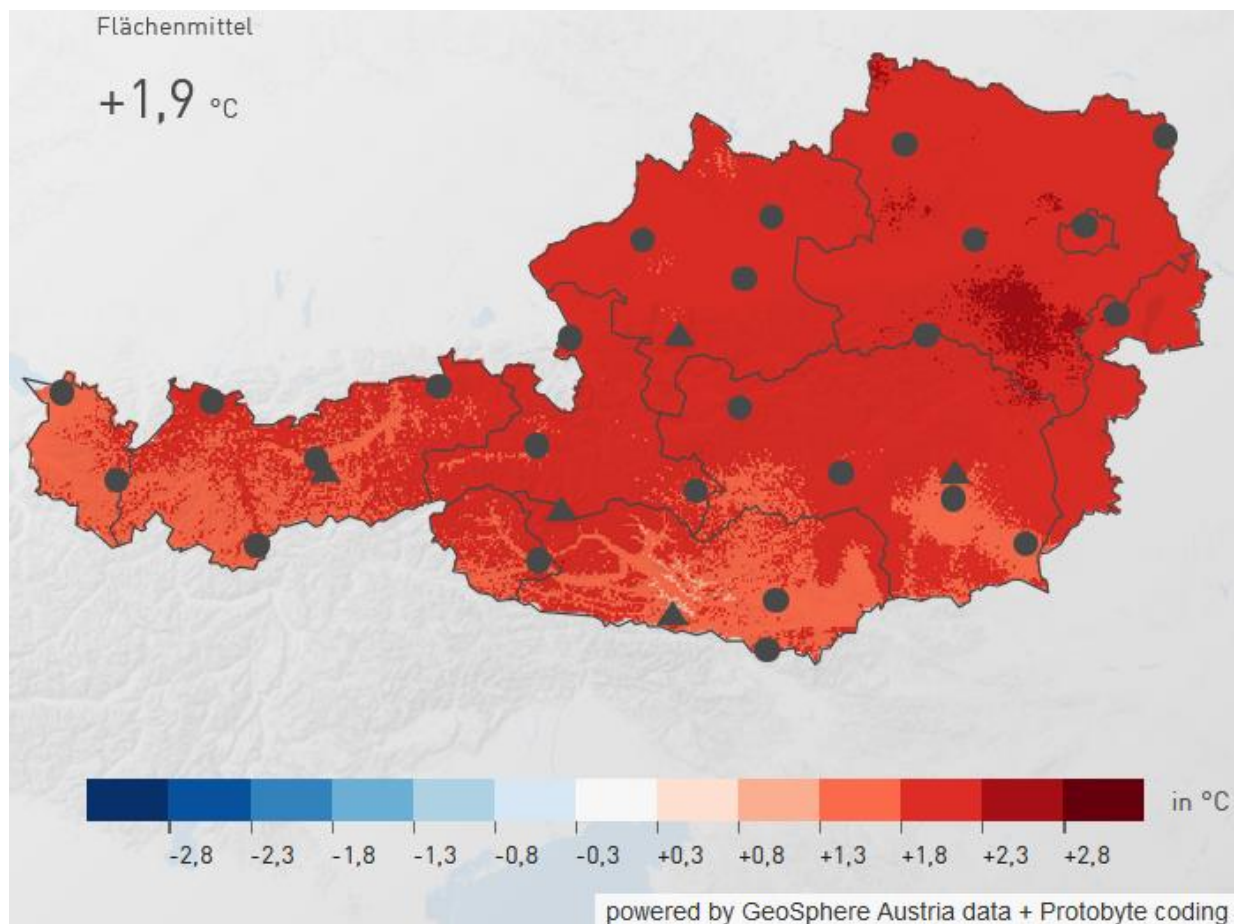 Flächenmittel
+1,9 °C
in °C
-2,8 -2,3 -1,8 -1,3 -0,8 -0,3 +0,3 +0,8 +1,3 +1,8 +2,3 +2,8
powered by GeoSphere Austria data + Protobyte coding